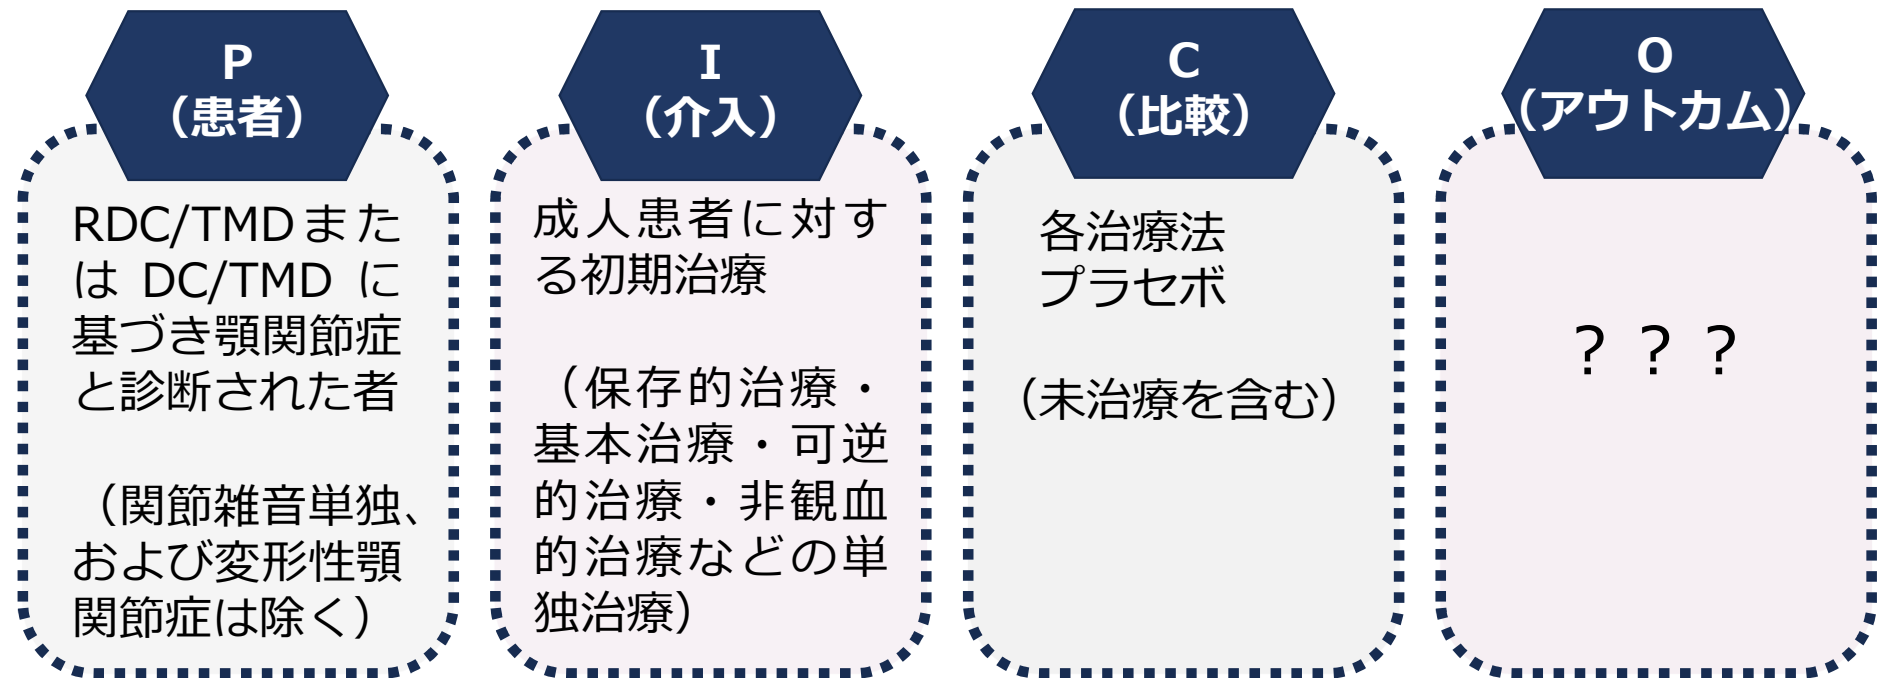 P
（患者）
RDC/TMDまた
は DC/TMD に
基づき顎関節症
と診断された者
（関節雑音単独、
および変形性顎
関節症は除く）
I
（介入）
成人患者に対す
る初期治療
（保存的治療・
基本治療・可逆
的治療・非観血
的治療などの単
独治療）
C
（比較）
各治療法
プラセボ
（未治療を含む）
O
（アウトカム）
？？？